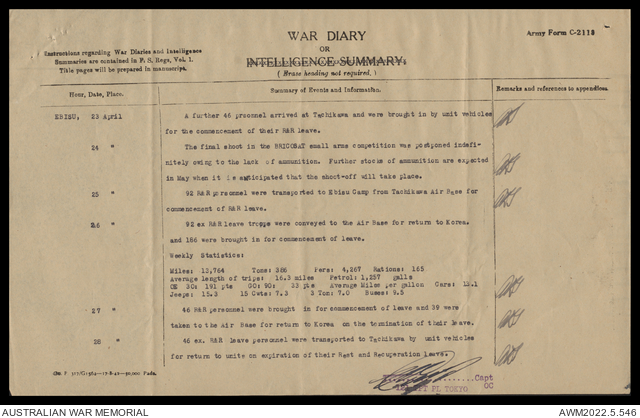 WAR DIARY
OR
INTELLIGENCE SUMMARY.
(Erase heading not required.)
Army Form C-2118
Instructions regarding War Diaries and Intelligence
Summaries are contained in F. S. Regs, Vol. 1.
Title pages will be prepared in manuscript.
Hour, Date, Place. Summary of Events and Information. Remarks and references to appendices.
EBISU, 23 April A further 46 prsonnel arrived at Tachikawa and were brought in by unit vehicles
for the commencement of their R&R leave.
24 " The final shoot in the BRICOSAT small arms competition was postponed indefi-
nitely owing to the lack of ammunition. Further stocks of ammunition are expected
in May when it is anticipated that the shoot-off will take place.
25 " 92 R&R personnel were transported to Ebisu Camp from Tachikawa Air Base for
commencement of R&R leave.
26 " 92 ex R&R leave troops were conveyed to the Air Base for return to Korea.
and 186 were brought in for commencement of leave.
Weekly Statistics:
Miles: 13,764 Tons: 386 Pers: 4,267 Rations: 165
Average length of trips: 16.3 miles Petrol: 1,257 galls
OE 30: 191 pts GO: 90: 23 pts Average Miles per gallon Cars: 12.1
Jeeps: 15.3 15 Cwts: 7.3 3 Ton: 7.0 Buses: 9.5
27 " 46 R&R personnel were brought in for commencement of leave and 39 were
taken to the Air Base for return to Korea on the termination of their leave.
28 " 46 ex. R&R leave personnel were transported to Tachikawa by unit vehicles
for return to units on expiration of their Rest and Recuperation leave.
Capt
PL TOKYO OC
AUSTRALIAN WAR MEMORIAL AWM2022.5.546